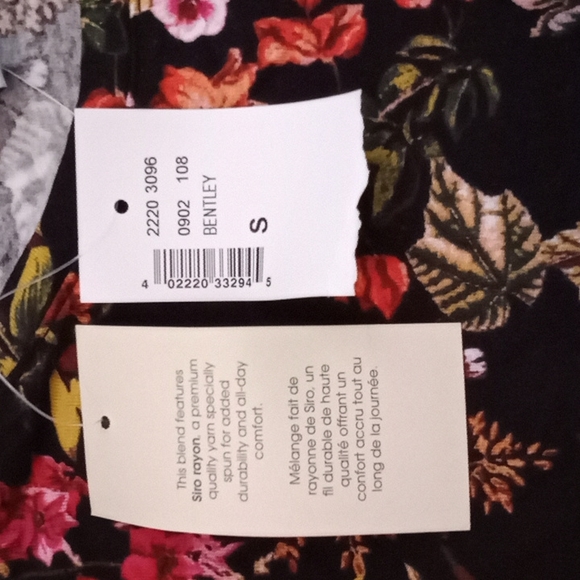 2220 3096
0902 108
BENTLEY
S
4 02220 33294 5
This blend features
Siro rayon, a premium
quality yarn specially
spun for added
durability and all-day
comfort.
Mélange fait de
rayonne de Siro, un
fil durable de haute
qualité offrant un
confort accru tout au
long de la journée.